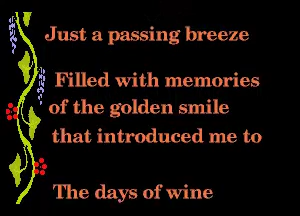 Just a passing breeze
Filled with memories
of the golden smile
that introduced me to
The days of wine